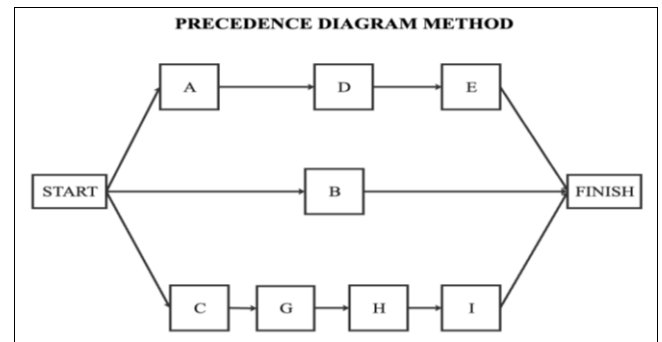 PRECEDENCE DIAGRAM METHOD
A D E
START B FINISH
C G H I